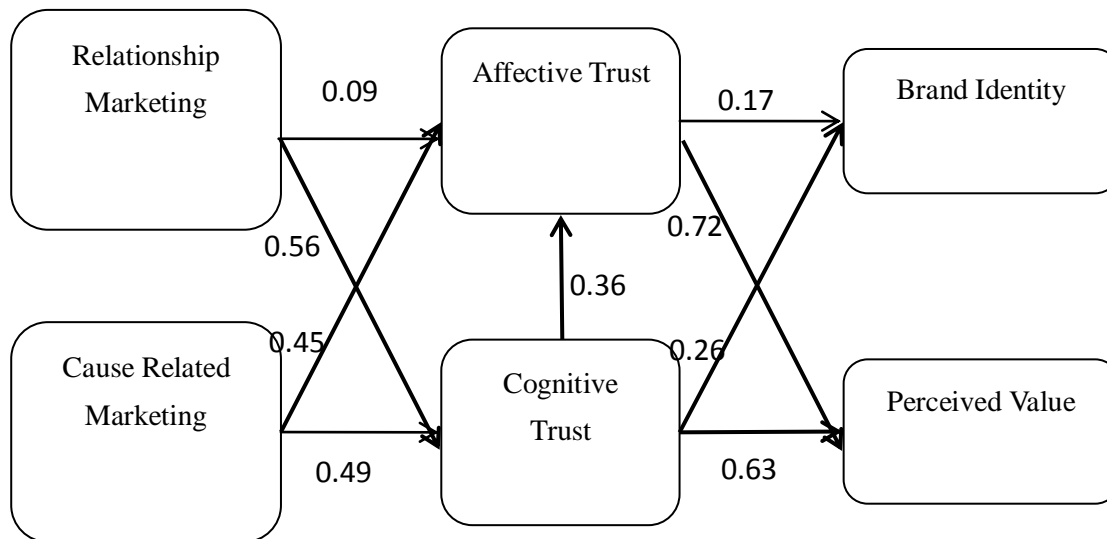 Relationship
Marketing
0.09
Affective Trust
0.17
Brand Identity
0.56
0.72
0.36
0.45
0.26
Cause Related
Marketing
Cognitive
Trust
Perceived Value
0.49
0.63